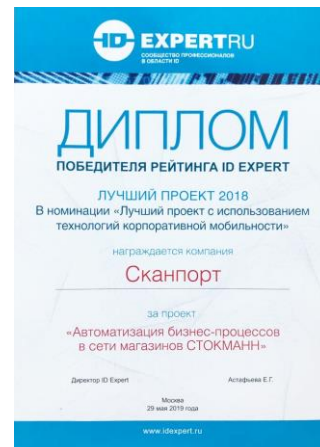 ID EXPERTRU
СООБЩЕСТВО ПРОФЕССИОНАЛОВ
В ОБЛАСТИ ID
ДИПЛОМ
ПОБЕДИТЕЛЯ РЕЙТИНГА ID EXPERT
ЛУЧШИЙ ПРОЕКТ 2018
В номинации «Лучший проект с использованием
технологий корпоративной мобильности»
награждается компания
Сканпорт
за проект
«Автоматизация бизнес-процессов
в сети магазинов СТОКМАНН»
Директор ID Expert Астафьева Е.Г.
Москва
29 мая 2019 года
www.idexpert.ru